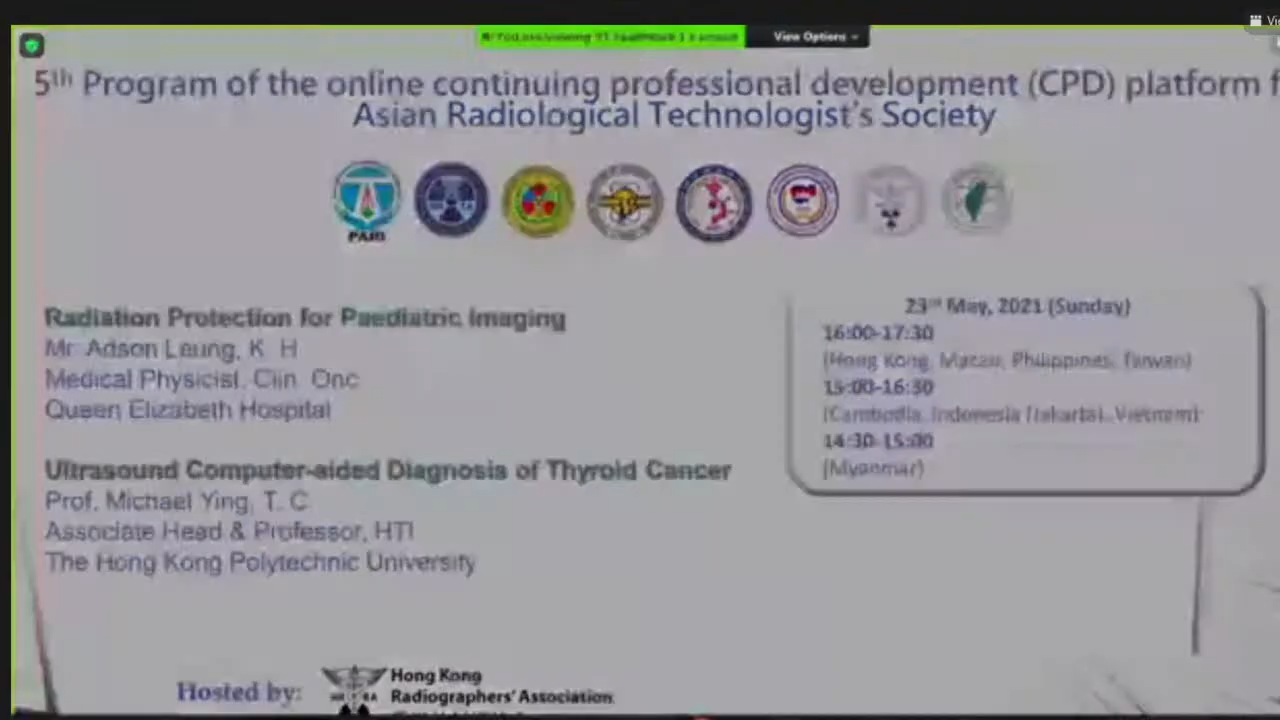 View Options
5th Program of the online continuing professional development (CPD) platform f
Asian Radiological Technologist's Society
Radiation Protection for Paediatric Imaging
Mr. Adson Leung, K. H
Medical Physicist, Clin. Onc
Queen Elizabeth Hospital
Ultrasound Computer-aided Diagnosis of Thyroid Cancer
Prof. Michael Ying, T. C
Associate Head & Professor, HTI
The Hong Kong Polytechnic University
23rd May, 2021 (Sunday)
16:00-17:30
(Hong Kong, Macau, Philippines, Taiwan)
15:00-16:30
(Cambodia, Indonesia (Jakarta), Vietnam)
14:30-15:00
(Myanmar)
Hosted by:
Hong Kong
Radiographers' Association